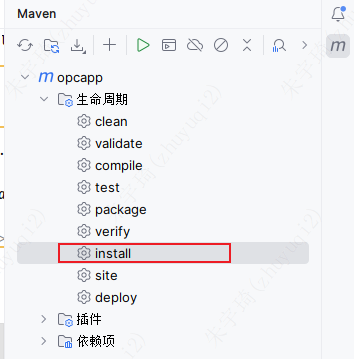 Maven
m opcapp
生命周期
clean
validate
compile
test
package
verify
install
site
deploy
插件
依赖项
m